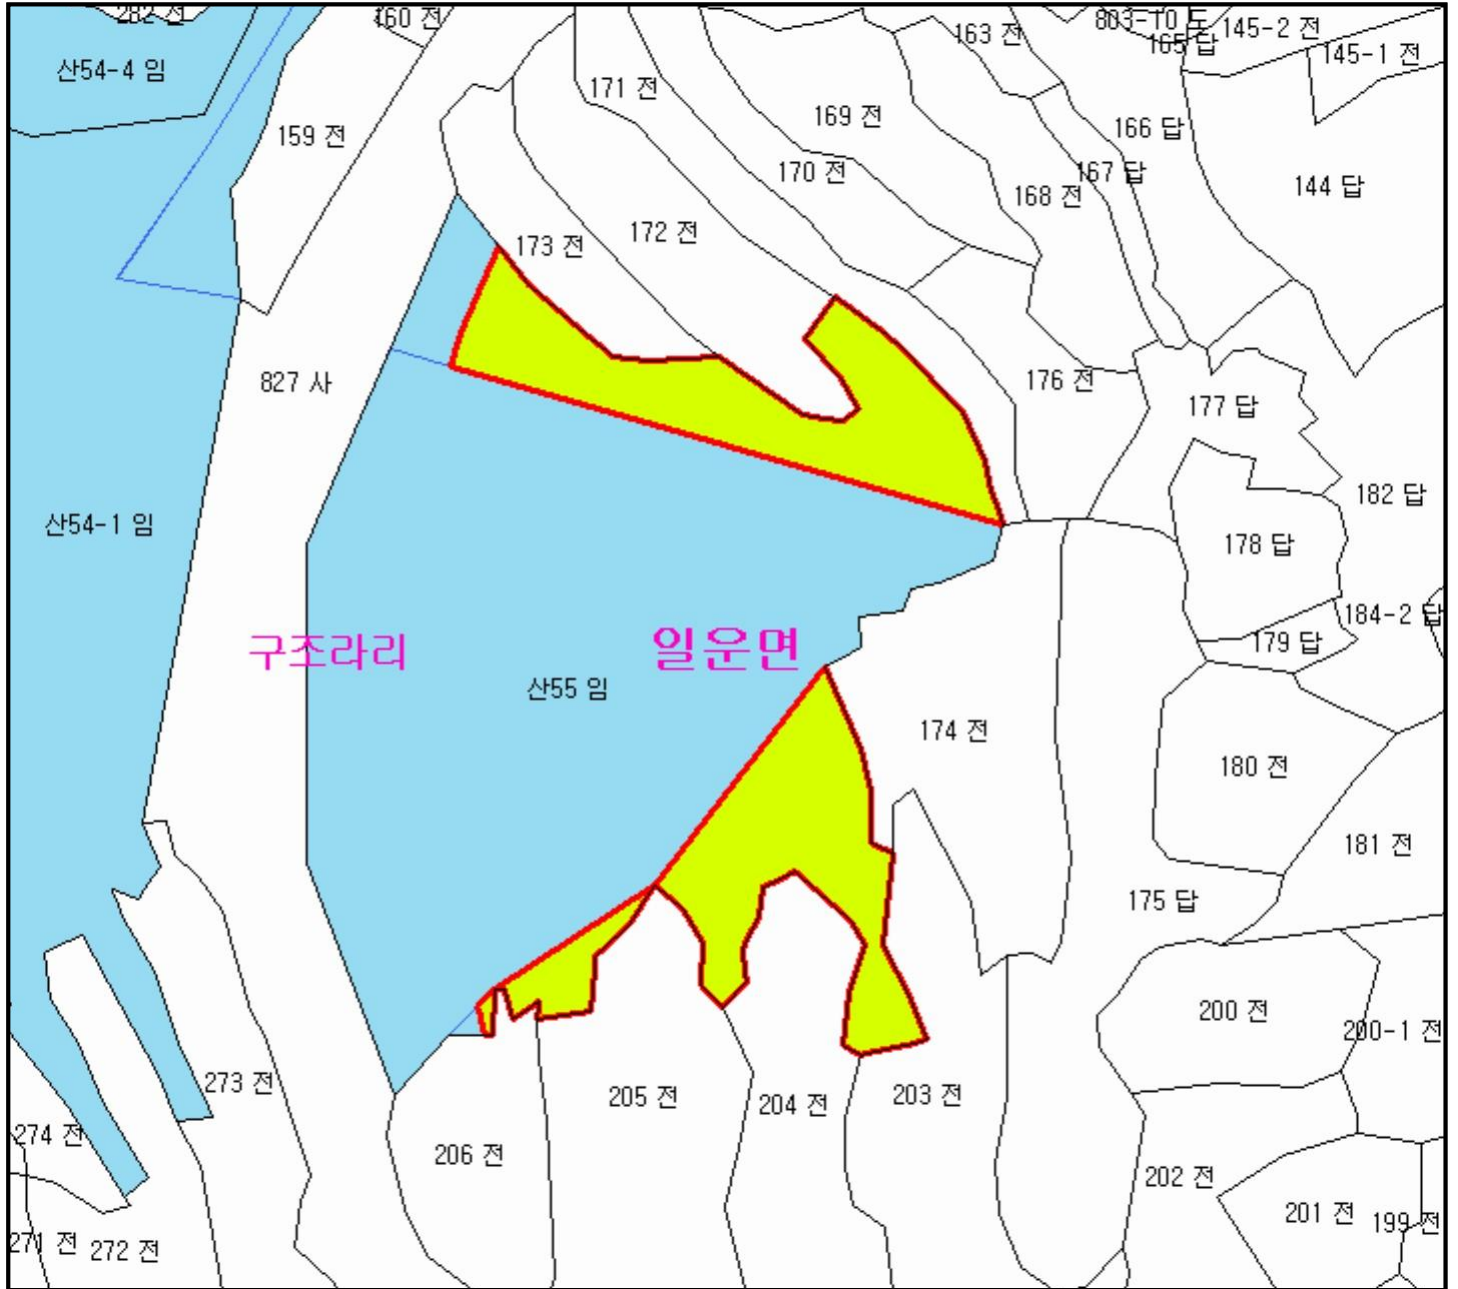 282 전
160 전
803-10 도
145-2 전
163 전
165 답
145-1 전
산54-4 임
171 전
169 전
159 전
166 답
170 전
167 답
168 전
144 답
172 전
173 전
827 사
176 전
177 답
182 답
산54-1 임
178 답
184-2 답
179 답
구조라리
일운면
산55 임
174 전
180 전
181 전
175 답
200 전
200-1 전
273 전
205 전
204 전
203 전
274 전
206 전
202 전
201 전
199 전
271 전
272 전